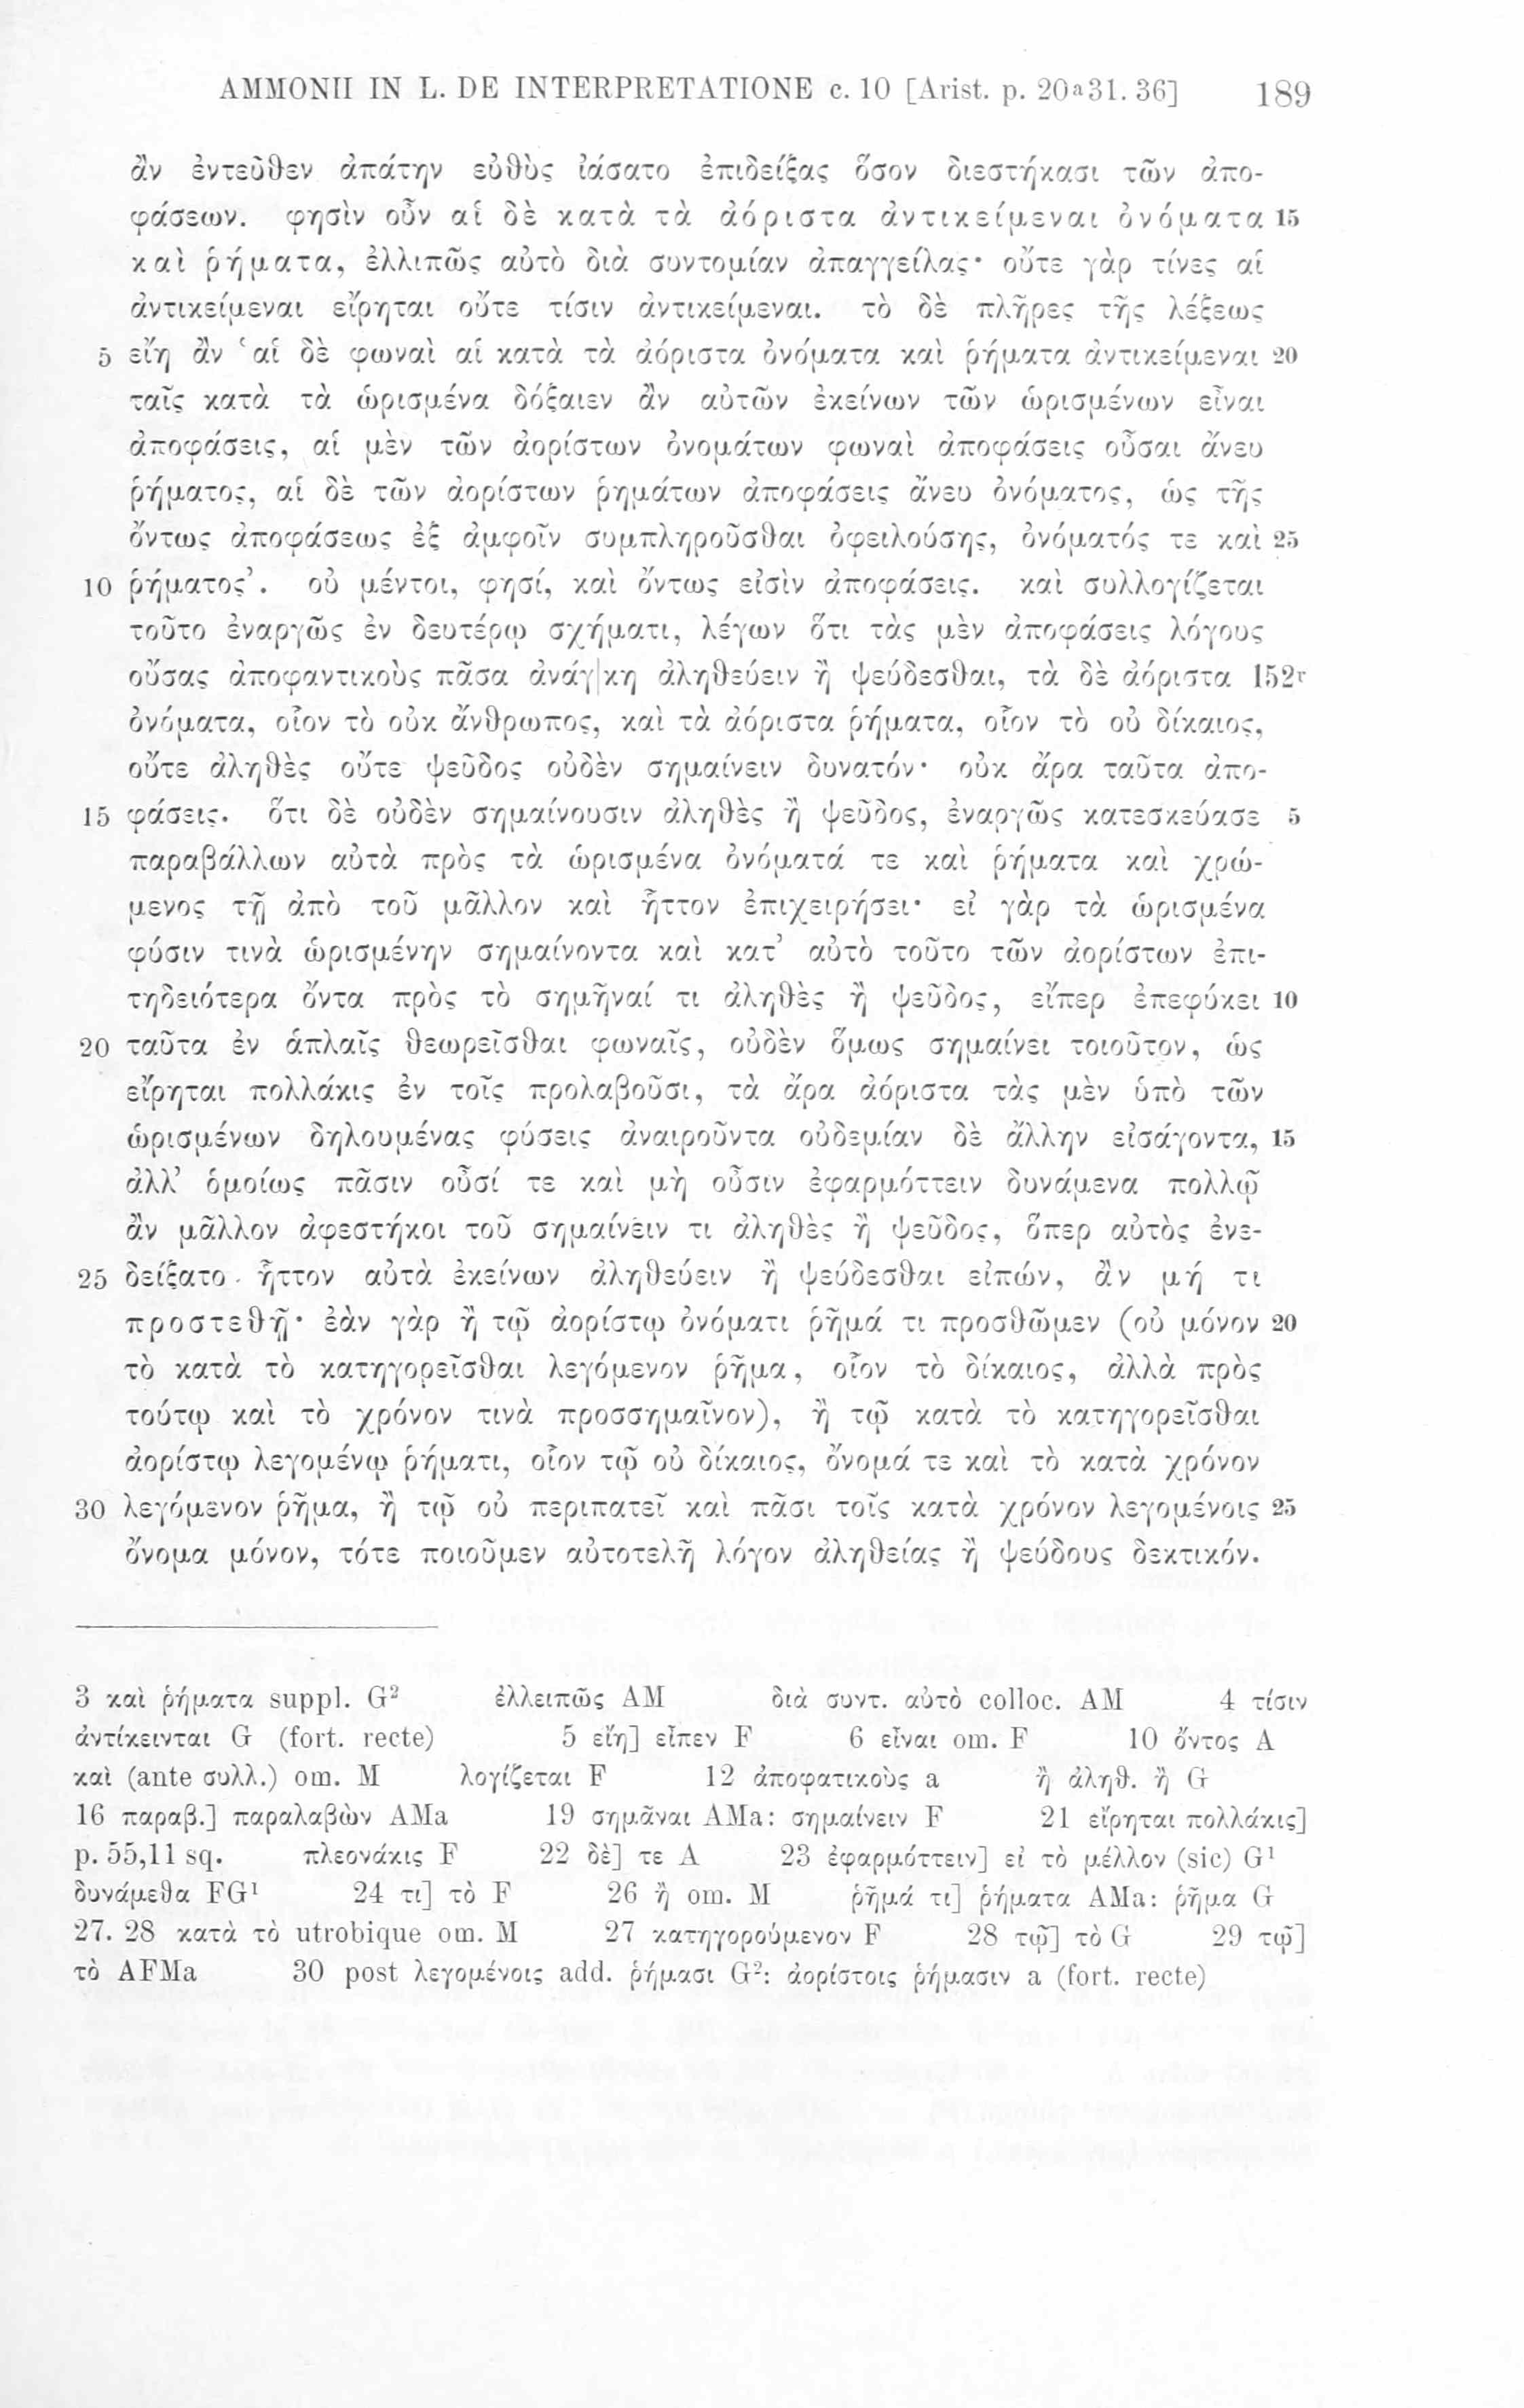 AMMONII IN L. DE INTERPRETATIONE c. 10 [Arist. p. 20a31. 36] 189
ἂν ἐντεῦθεν ἀπάτην εὐθὺς ἰάσατο ἐπιδείξας ὅσον διεστήκασι τῶν ἀπο-
φάσεων. φησὶν οὖν αἱ δὲ κατὰ τὰ ἀόριστα ἀντικείμεναι ὀνόματα 15
καὶ ῥήματα, ἐλλιπῶς αὐτὸ διὰ συντομίαν ἀπαγγείλας· οὔτε γὰρ τίνες αἱ
ἀντικείμεναι εἴρηται οὔτε τίσιν ἀντικείμεναι. τὸ δὲ πλῆρες τῆς λέξεως
5 εἴη ἂν ‘αἱ δὲ φωναὶ αἱ κατὰ τὰ ἀόριστα ὀνόματα καὶ ῥήματα ἀντικείμεναι 20
ταῖς κατὰ τὰ ὡρισμένα δόξαιεν ἂν αὐτῶν ἐκείνων τῶν ὡρισμένων εἶναι
ἀποφάσεις, αἱ μὲν τῶν ἀορίστων ὀνομάτων φωναὶ ἀποφάσεις οὖσαι ἄνευ
ῥήματος, αἱ δὲ τῶν ἀορίστων ῥημάτων ἀποφάσεις ἄνευ ὀνόματος, ὡς τῆς
ὄντως ἀποφάσεως ἐξ ἀμφοῖν συμπληροῦσθαι ὀφειλούσης, ὀνόματός τε καὶ 25
10 ῥήματος’. οὐ μέντοι, φησί, καὶ ὄντως εἰσὶν ἀποφάσεις. καὶ συλλογίζεται
τοῦτο ἐναργῶς ἐν δευτέρῳ σχήματι, λέγων ὅτι τὰς μὲν ἀποφάσεις λόγους
οὔσας ἀποφαντικοὺς πᾶσα ἀνάγ|κη ἀληθεύειν ἢ ψεύδεσθαι, τὰ δὲ ἀόριστα 152r
ὀνόματα, οἷον τὸ οὐκ ἄνθρωπος, καὶ τὰ ἀόριστα ῥήματα, οἷον τὸ οὐ δίκαιος,
οὔτε ἀληθὲς οὔτε ψεῦδος οὐδὲν σημαίνειν δυνατόν· οὐκ ἄρα ταῦτα ἀπο-
15 φάσεις. ὅτι δὲ οὐδὲν σημαίνουσιν ἀληθὲς ἢ ψεῦδος, ἐναργῶς κατεσκεύασε 5
παραβάλλων αὐτὰ πρὸς τὰ ὡρισμένα ὀνόματά τε καὶ ῥήματα καὶ χρώ-
μενος τῇ ἀπὸ τοῦ μᾶλλον καὶ ἧττον ἐπιχειρήσει· εἰ γὰρ τὰ ὡρισμένα
φύσιν τινὰ ὡρισμένην σημαίνοντα καὶ κατ’ αὐτὸ τοῦτο τῶν ἀορίστων ἐπι-
τηδειότερα ὄντα πρὸς τὸ σημῆναί τι ἀληθὲς ἢ ψεῦδος, εἴπερ ἐπεφύκει 10
20 ταῦτα ἐν ἁπλαῖς θεωρεῖσθαι φωναῖς, οὐδὲν ὅμως σημαίνει τοιοῦτον, ὡς
εἴρηται πολλάκις ἐν τοῖς προλαβοῦσι, τὰ ἄρα ἀόριστα τὰς μὲν ὑπὸ τῶν
ὡρισμένων δηλουμένας φύσεις ἀναιροῦντα οὐδεμίαν δὲ ἄλλην εἰσάγοντα, 15
ἀλλ’ ὁμοίως πᾶσιν οὖσί τε καὶ μὴ οὖσιν ἐφαρμόττειν δυνάμενα πολλῷ
ἂν μᾶλλον ἀφεστήκοι τοῦ σημαίνειν τι ἀληθὲς ἢ ψεῦδος, ὅπερ αὐτὸς ἐνε-
25 δείξατο ἧττον αὐτὰ ἐκείνων ἀληθεύειν ἢ ψεύδεσθαι εἰπών, ἂν μή τι
προστεθῇ· ἐὰν γὰρ ἢ τῷ ἀορίστῳ ὀνόματι ῥῆμά τι προσθῶμεν (οὐ μόνον 20
τὸ κατὰ τὸ κατηγορεῖσθαι λεγόμενον ῥῆμα, οἷον τὸ δίκαιος, ἀλλὰ πρὸς
τούτῳ καὶ τὸ χρόνον τινὰ προσσημαῖνον), ἢ τῷ κατὰ τὸ κατηγορεῖσθαι
ἀορίστῳ λεγομένῳ ῥήματι, οἷον τῷ οὐ δίκαιος, ὄνομά τε καὶ τὸ κατὰ χρόνον
30 λεγόμενον ῥῆμα, ἢ τῷ οὐ περιπατεῖ καὶ πᾶσι τοῖς κατὰ χρόνον λεγομένοις 25
ὄνομα μόνον, τότε ποιοῦμεν αὐτοτελῆ λόγον ἀληθείας ἢ ψεύδους δεκτικόν.
3 καὶ ῥήματα suppl. G² ἐλλειπῶς AM διὰ συντ. αὐτὸ colloc. AM 4 τίσιν
ἀντίκεινται G (fort. recte) 5 εἴη] εἶπεν F 6 εἶναι om. F 10 ὄντος A
καὶ (ante συλλ.) om. M λογίζεται F 12 ἀποφατικοὺς a ἢ ἀληθ. ἢ G
16 παραβ.] παραλαβὼν AMa 19 σημᾶναι AMa: σημαίνειν F 21 εἴρηται πολλάκις]
p. 55,11 sq. πλεονάκις F 22 δὲ] τε A 23 ἐφαρμόττειν] εἰ τὸ μέλλον (sic) G¹
δυνάμεθα FG¹ 24 τι] τὸ F 26 ἢ om. M ῥῆμά τι] ῥήματα AMa: ῥῆμα G
27. 28 κατὰ τὸ utrobique om. M 27 κατηγορούμενον F 28 τῷ] τὸ G 29 τῷ]
τὸ AFMa 30 post λεγομένοις add. ῥήμασι G²: ἀορίστοις ῥήμασιν a (fort. recte)